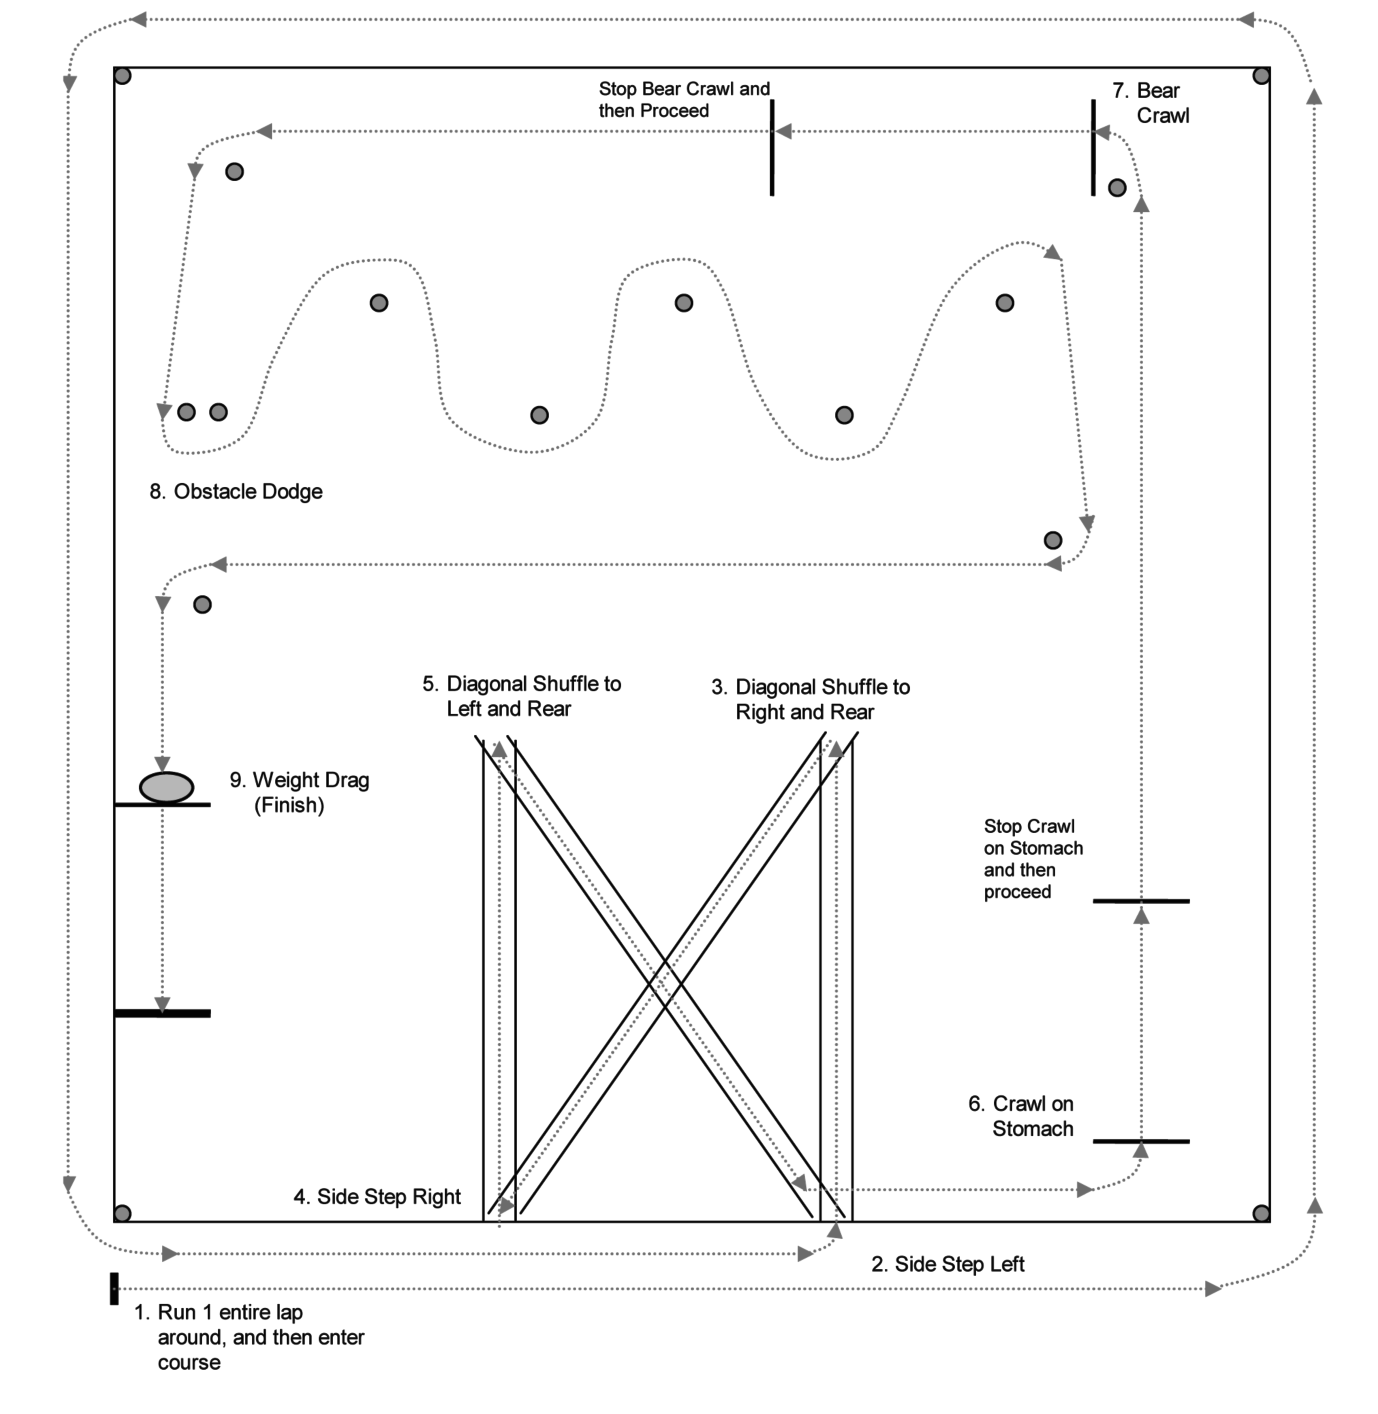 Stop Bear Crawl and
then Proceed
7. Bear
Crawl
8. Obstacle Dodge
5. Diagonal Shuffle to
Left and Rear
3. Diagonal Shuffle to
Right and Rear
9. Weight Drag
(Finish)
Stop Crawl
on Stomach
and then
proceed
6. Crawl on
Stomach
4. Side Step Right
2. Side Step Left
1. Run 1 entire lap
around, and then enter
course